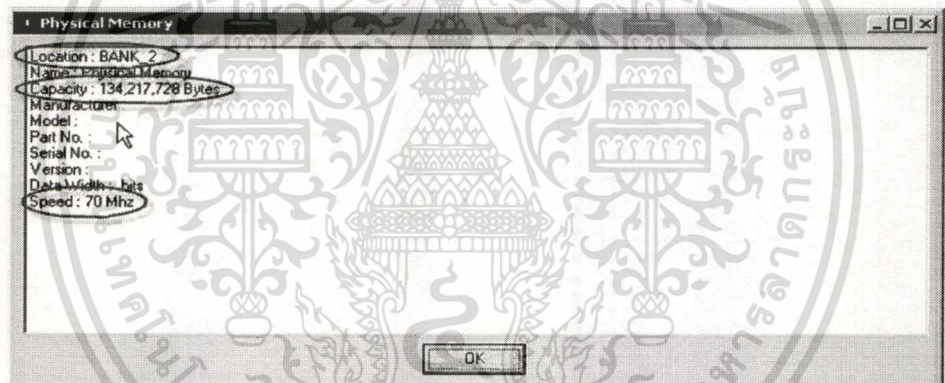 Physical Memory
Location : BANK_2
Name : Physical Memory
Capacity : 134,217,728 Bytes
Manufacturer
Model :
Part No. :
Serial No. :
Version :
Data Width : bits
Speed : 70 Mhz
OK